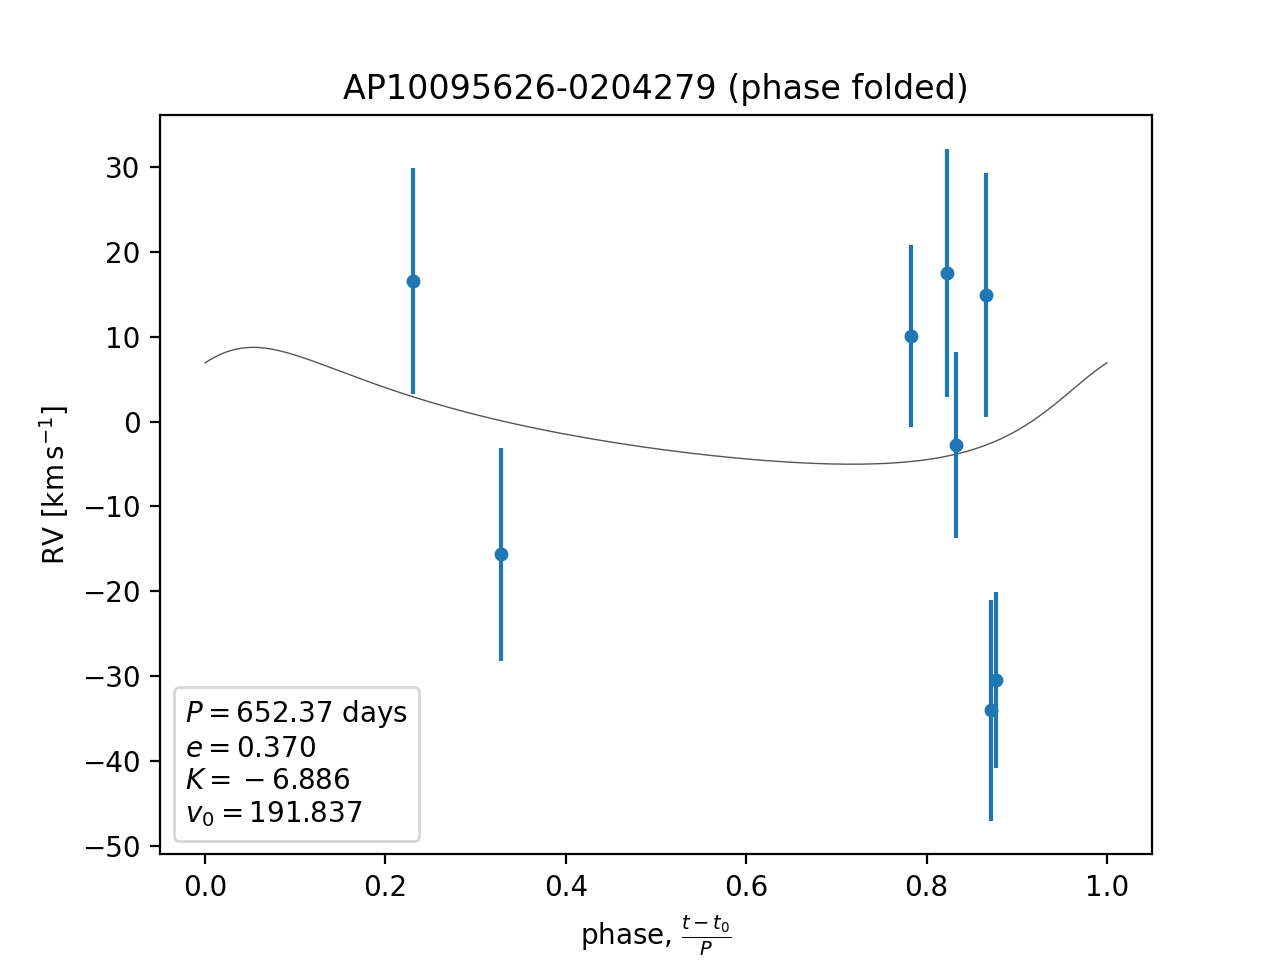 AP10095626-0204279 (phase folded)
30
20
10
0
−10
−20
−30
−40
−50
RV [km s⁻¹]
P = 652.37 days
e = 0.370
K = − 6.886
v₀ = 191.837
0.0 0.2 0.4 0.6 0.8 1.0
phase, (t − t₀)/P